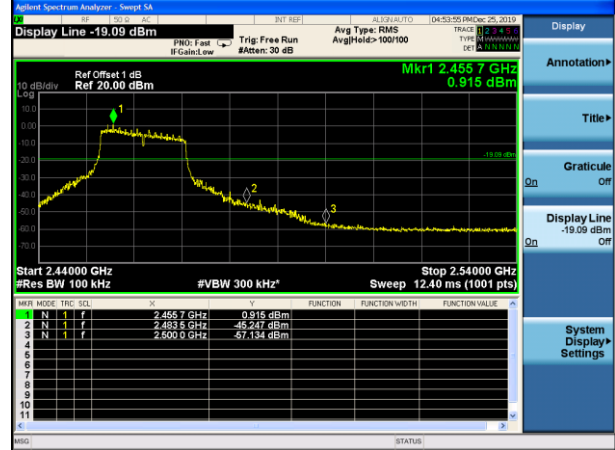 Agilent Spectrum Analyzer - Swept SA
RF 50 Ω AC INT REF ALIGNAUTO 04:53:55 PM Dec 25, 2019
Display Line -19.09 dBm
PNO: Fast
IFGain:Low
Trig: Free Run
#Atten: 30 dB
Avg Type: RMS
Avg|Hold:> 100/100
TRACE 1 2 3 4 5 6
TYPE M
DET A N N N N N
Display
Ref Offset 1 dB
Mkr1 2.455 7 GHz
10 dB/div Ref 20.00 dBm 0.915 dBm
Log
10.0
0.00
-10.0
-20.0
-30.0
-40.0
-50.0
-60.0
-70.0
1
-19.09 dBm
2
3
Start 2.44000 GHz Stop 2.54000 GHz
#Res BW 100 kHz #VBW 300 kHz* Sweep 12.40 ms (1001 pts)
MKR MODE TRC SCL X Y FUNCTION FUNCTION WIDTH FUNCTION VALUE
1 N 1 f 2.455 7 GHz 0.915 dBm
2 N 1 f 2.483 5 GHz -45.247 dBm
3 N 1 f 2.500 0 GHz -57.134 dBm
4
5
6
7
8
9
10
11
MSG STATUS
Annotation
Title
Graticule
On Off
Display Line
-19.09 dBm
On Off
System
Display
Settings